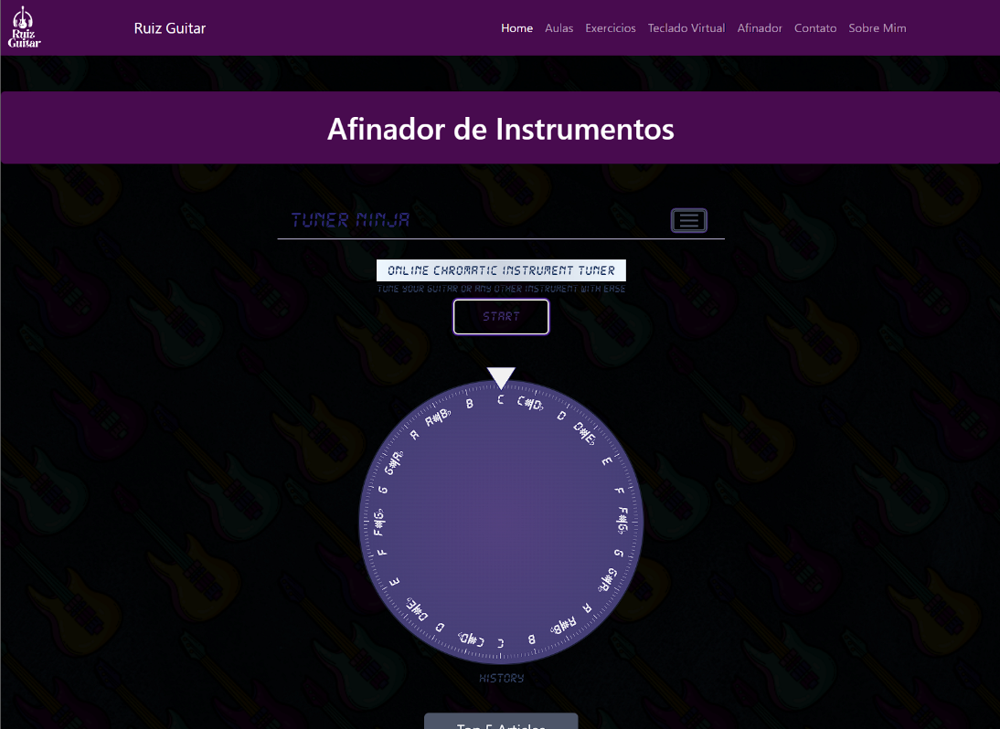 Ruiz
Guitar
Ruiz Guitar
Home Aulas Exercicios Teclado Virtual Afinador Contato Sobre Mim
Afinador de Instrumentos
TUNER NINJA
ONLINE CHROMATIC INSTRUMENT TUNER
TUNE YOUR GUITAR OR ANY OTHER INSTRUMENT WITH EASE
START
C C#|D♭ D D#|E♭ E F F#|G♭ G G#|A♭ A A#|B♭ B C C#|D♭ D D#|E♭ E F F#|G♭ G G#|A♭ A A#|B♭ B
HISTORY
Top 5 Articles